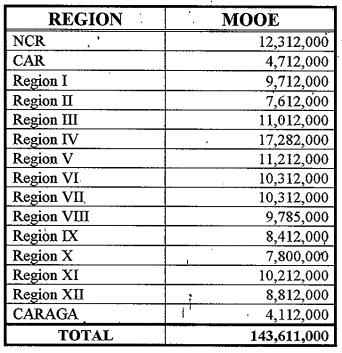 REGION MOOE
NCR 12,312,000
CAR 4,712,000
Region I 9,712,000
Region II 7,612,000
Region III 11,012,000
Region IV 17,282,000
Region V 11,212,000
Region VI 10,312,000
Region VII 10,312,000
Region VIII 9,785,000
Region IX 8,412,000
Region X 7,800,000
Region XI 10,212,000
Region XII 8,812,000
CARAGA 4,112,000
TOTAL 143,611,000